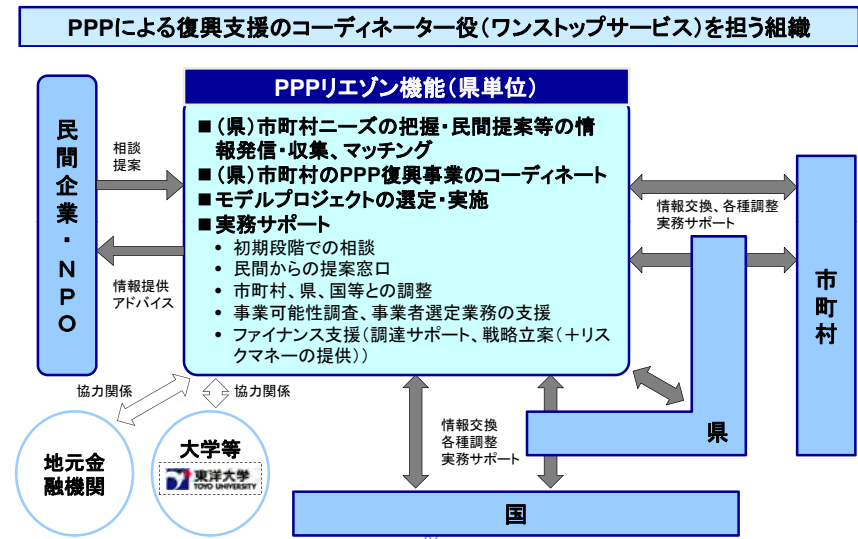 PPPによる復興支援のコーディネーター役（ワンストップサービス）を担う組織
PPPリエゾン機能（県単位）
民間企業・NPO
相談
提案
情報提供
アドバイス
■（県）市町村ニーズの把握・民間提案等の情
報発信・収集、マッチング
■（県）市町村のPPP復興事業のコーディネート
■モデルプロジェクトの選定・実施
■実務サポート
• 初期段階での相談
• 民間からの提案窓口
• 市町村、県、国等との調整
• 事業可能性調査、事業者選定業務の支援
• ファイナンス支援（調達サポート、戦略立案（＋リス
クマネーの提供））
情報交換、各種調整
実務サポート
市町村
協力関係
協力関係
地元金
融機関
大学等
東洋大学
TOYO UNIVERSITY
情報交換
各種調整
実務サポート
県
国